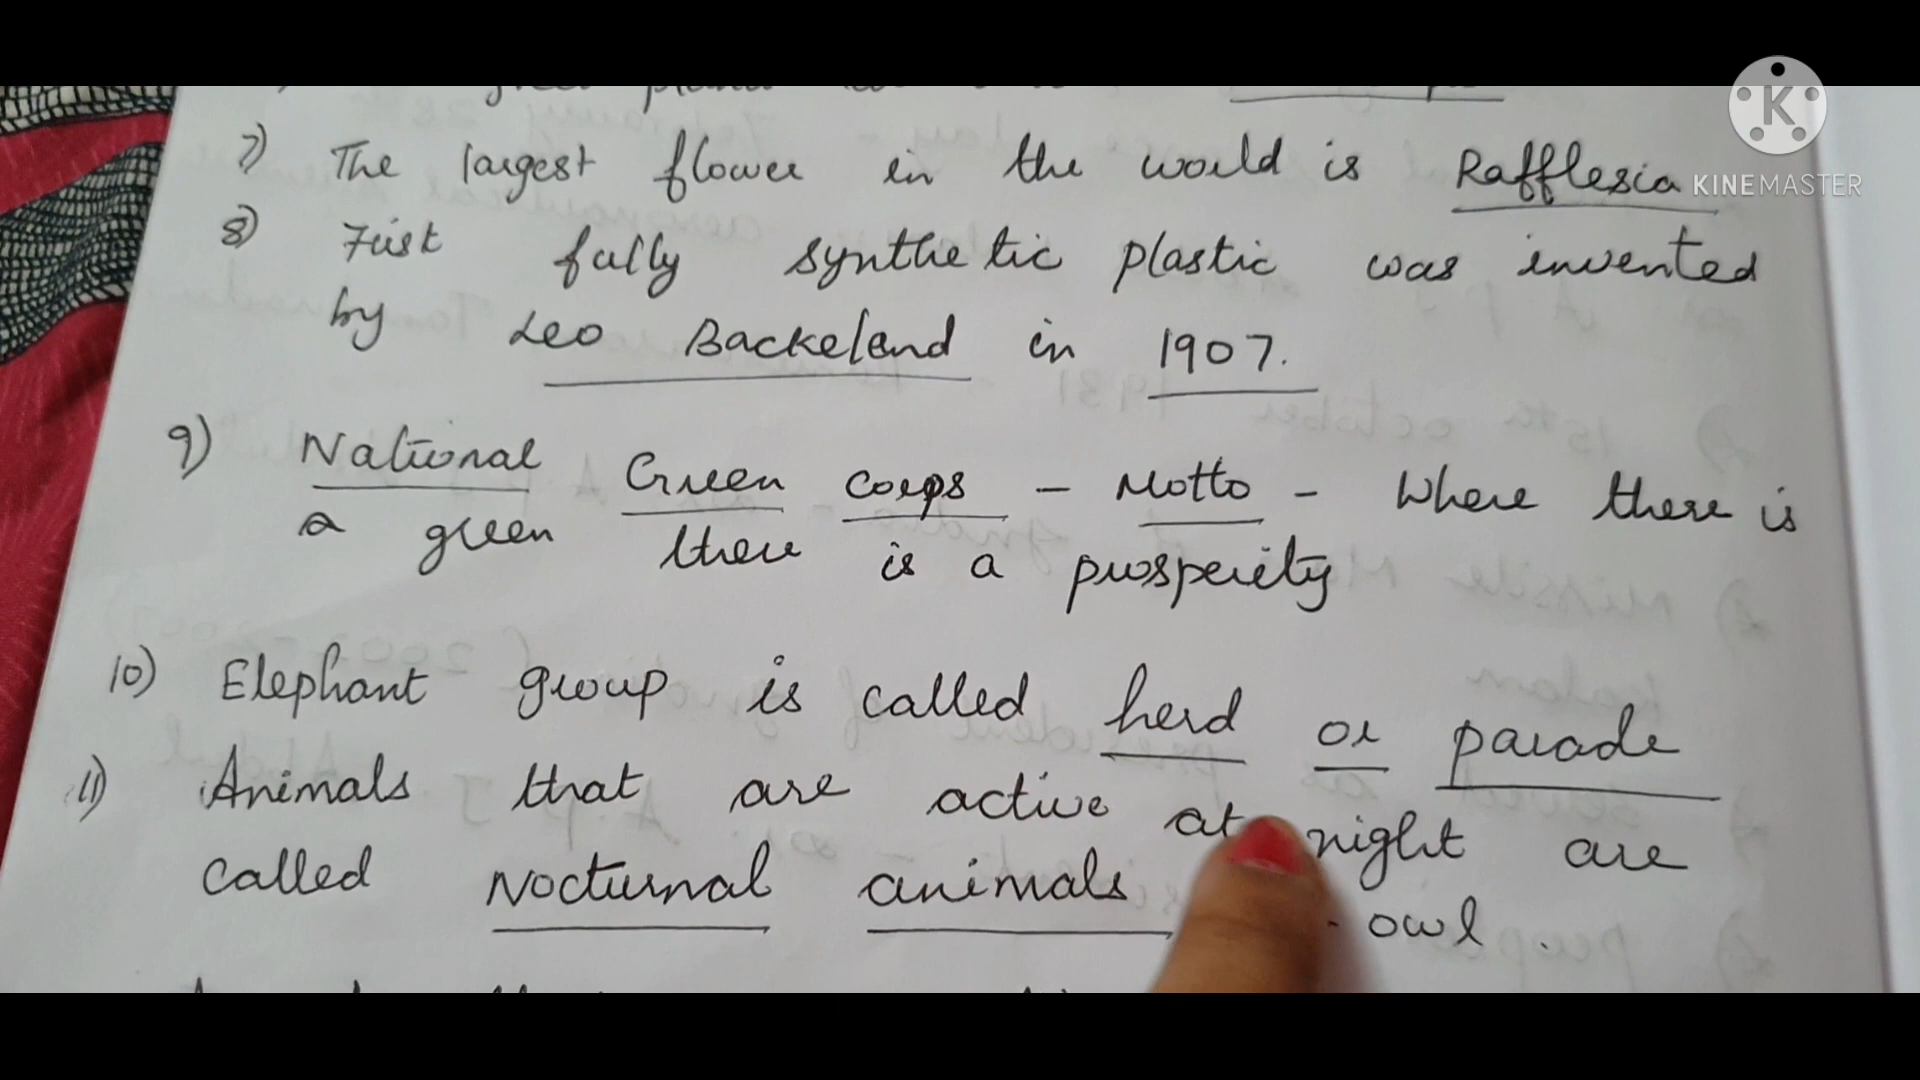 7) The largest flower in the world is Rafflesia
8) First fully synthetic plastic was invented
by Leo Backeland in 1907.
9) National Green corps - Motto - Where there is
a green there is a prosperity
10) Elephant group is called herd or parade
11) Animals that are active at night are
called Nocturnal animals - owl.
KINEMASTER